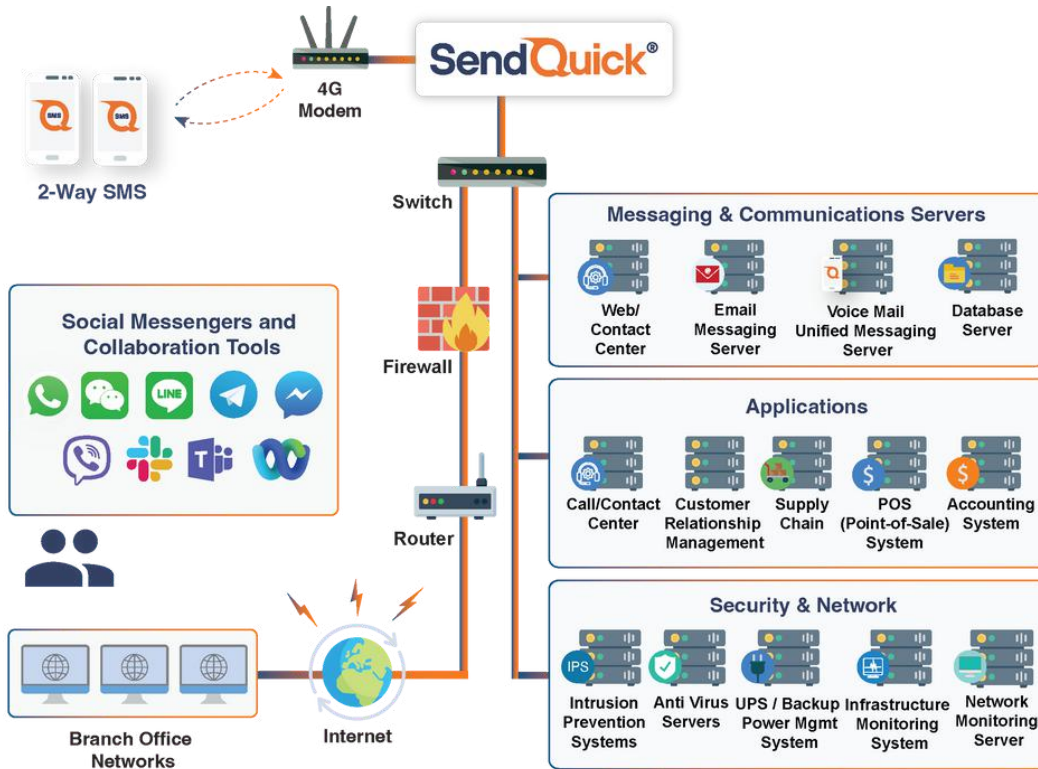 SendQuick®
4G
Modem
SMS
SMS
2-Way SMS
Switch
Messaging & Communications Servers
Web/
Contact
Center
Email
Messaging
Server
Voice Mail
Unified Messaging
Server
Database
Server
Social Messengers and
Collaboration Tools
LINE
T
Firewall
Applications
$
$
Call/Contact
Center
Customer
Relationship
Management
Supply
Chain
POS
(Point-of-Sale)
System
Accounting
System
Router
Security & Network
IPS
Intrusion
Prevention
Systems
Anti Virus
Servers
UPS / Backup
Power Mgmt
System
Infrastructure
Monitoring
System
Network
Monitoring
Server
Branch Office
Networks
Internet